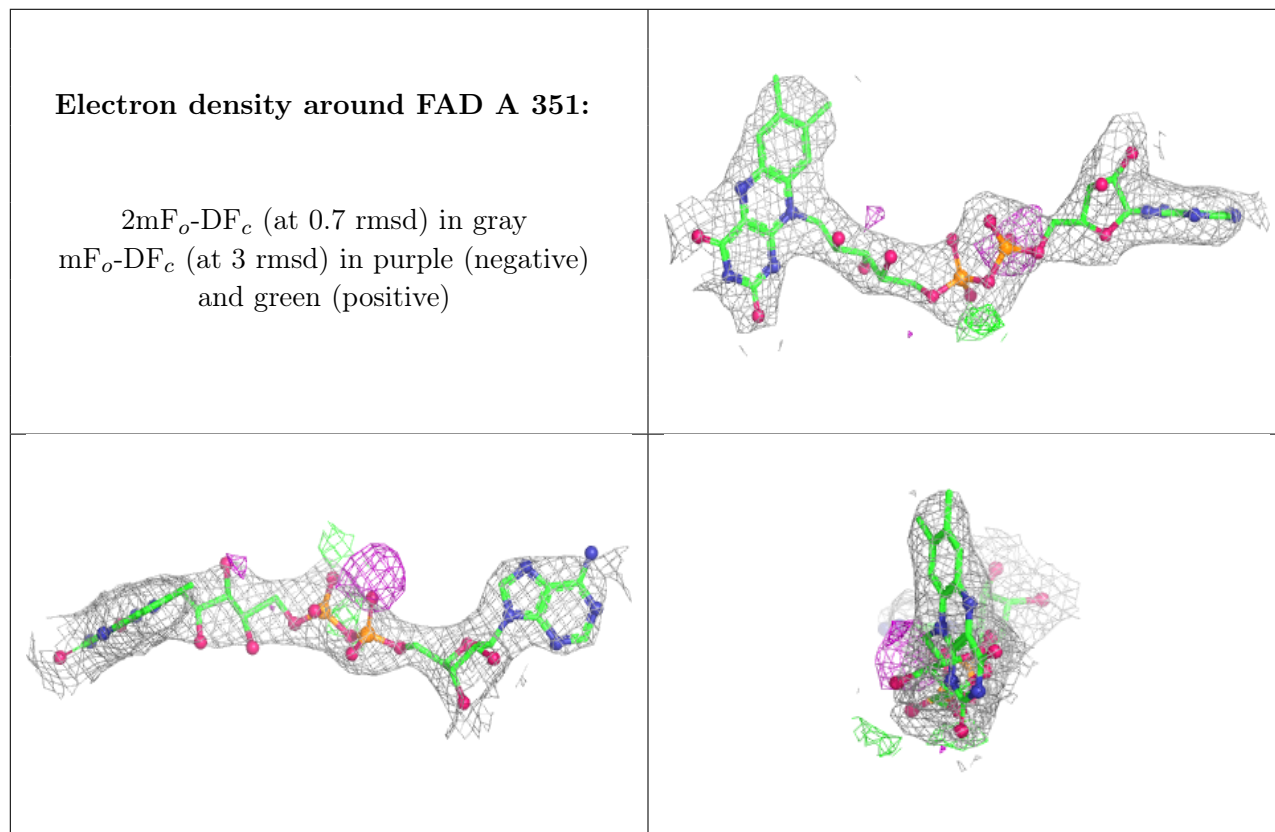 Electron density around FAD A 351:
2mFo-DFc (at 0.7 rmsd) in gray
mFo-DFc (at 3 rmsd) in purple (negative)
and green (positive)